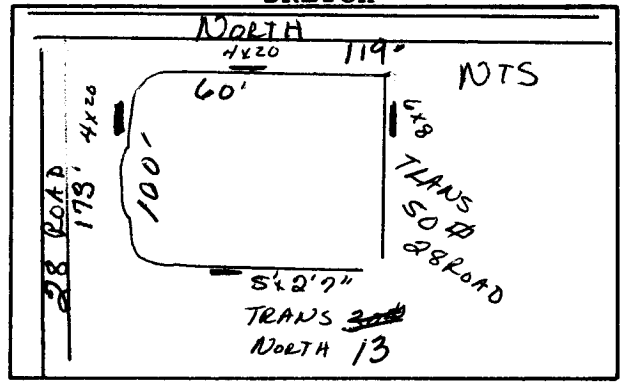 NORTH
4x20
119"
NTS
60'
4x20
6x8
28 ROAD
173'
100'
TRANS
50 ⌀
28 ROAD
5'x2'7"
TRANS
NORTH 13